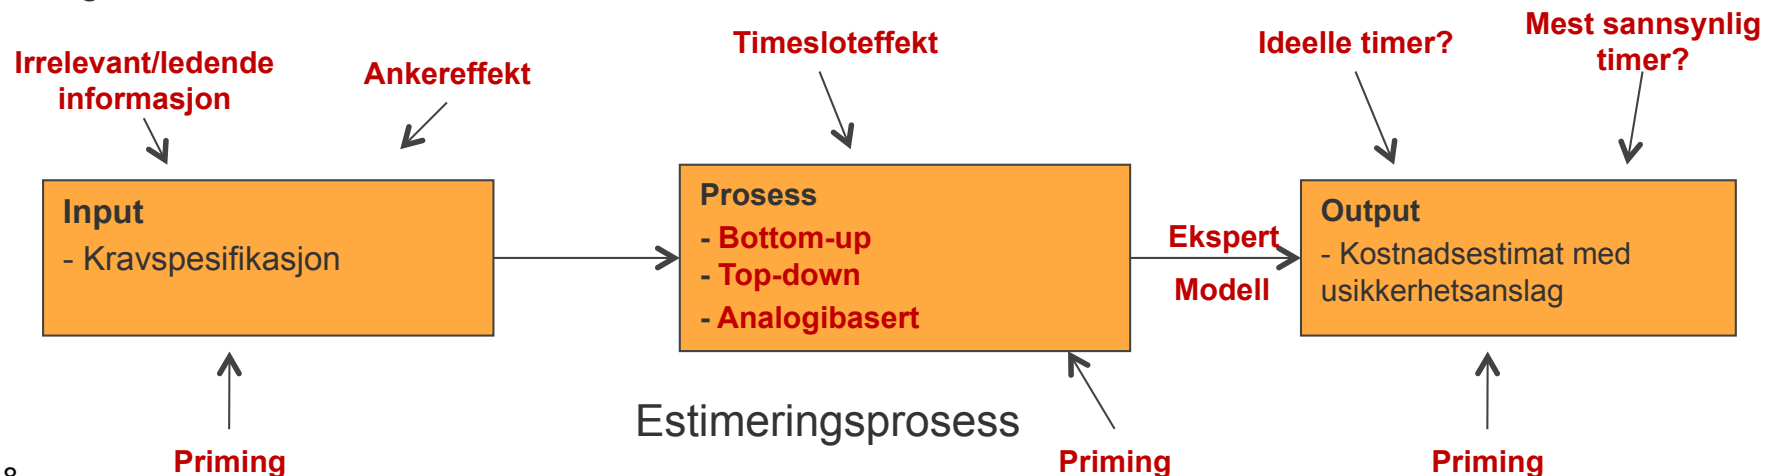 Irrelevant/ledende
informasjon
Ankereffekt
Timesloteffekt
Ideelle timer?
Mest sannsynlig
timer?
Input
- Kravspesifikasjon
Prosess
- Bottom-up
- Top-down
- Analogibasert
Ekspert
Modell
Output
- Kostnadsestimat med
usikkerhetsanslag
Estimeringsprosess
Priming
Priming
Priming